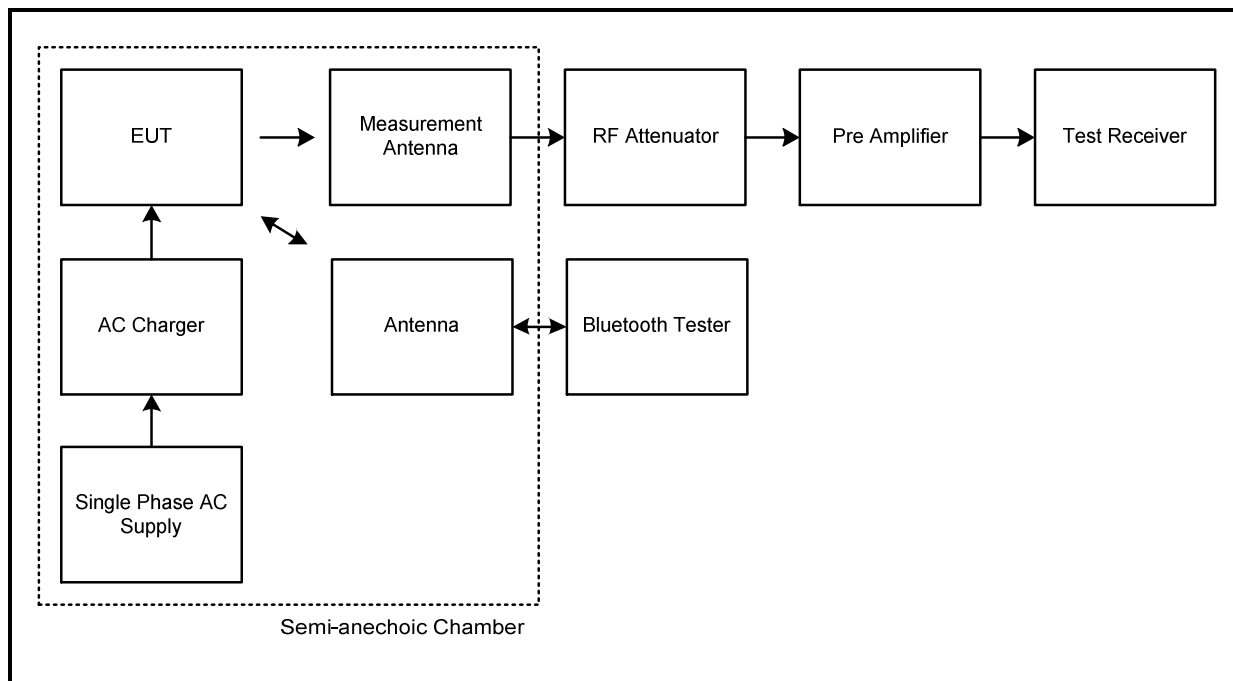 EUT
Measurement
Antenna
RF Attenuator
Pre Amplifier
Test Receiver
AC Charger
Antenna
Bluetooth Tester
Single Phase AC
Supply
Semi-anechoic Chamber